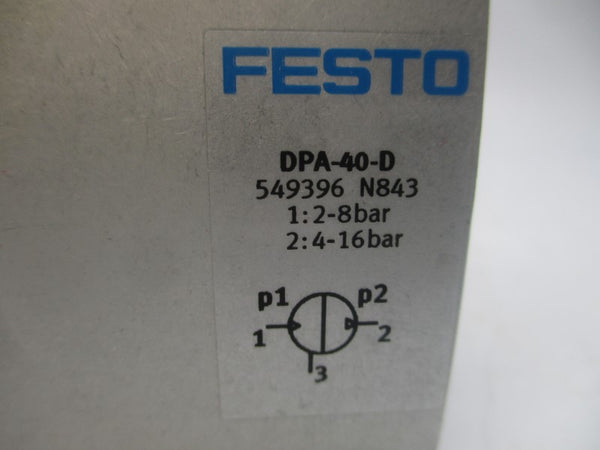 FESTO
DPA-40-D
549396 N843
1:2-8bar
2:4-16bar
p1 p2
1 2
3